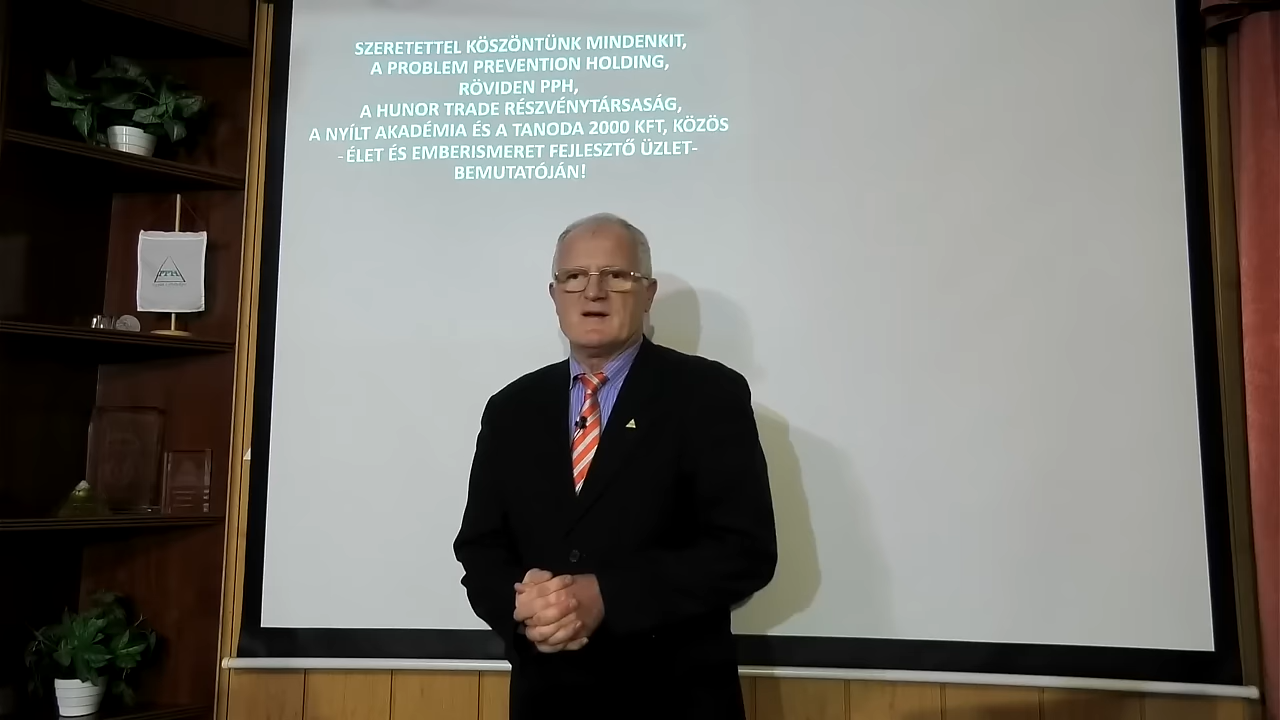 SZERETETTEL KÖSZÖNTÜNK MINDENKIT,
A PROBLEM PREVENTION HOLDING,
RÖVIDEN PPH,
A HUNOR TRADE RÉSZVÉNYTÁRSASÁG,
A NYÍLT AKADÉMIA ÉS A TANODA 2000 KFT, KÖZÖS
-ÉLET ÉS EMBERISMERET FEJLESZTŐ ÜZLET-
BEMUTATÓJÁN!